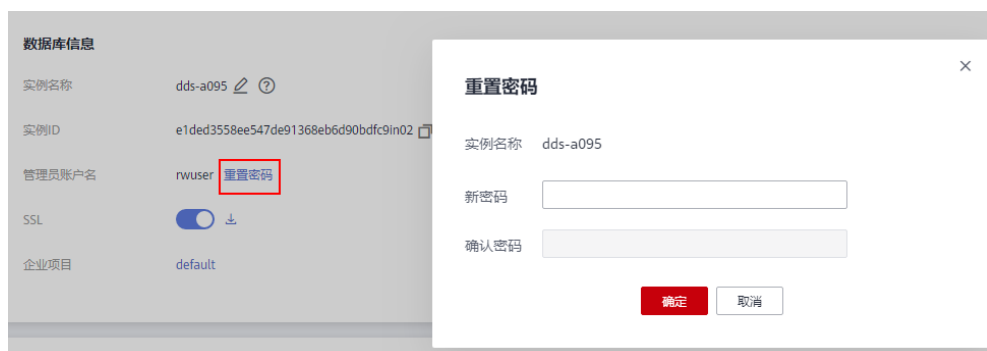 数据库信息
实例名称 dds-a095
实例ID e1ded3558ee547de91368eb6d90bdfc9in02
管理员账户名 rwuser 重置密码
SSL
企业项目 default
重置密码
实例名称 dds-a095
新密码
确认密码
确定 取消